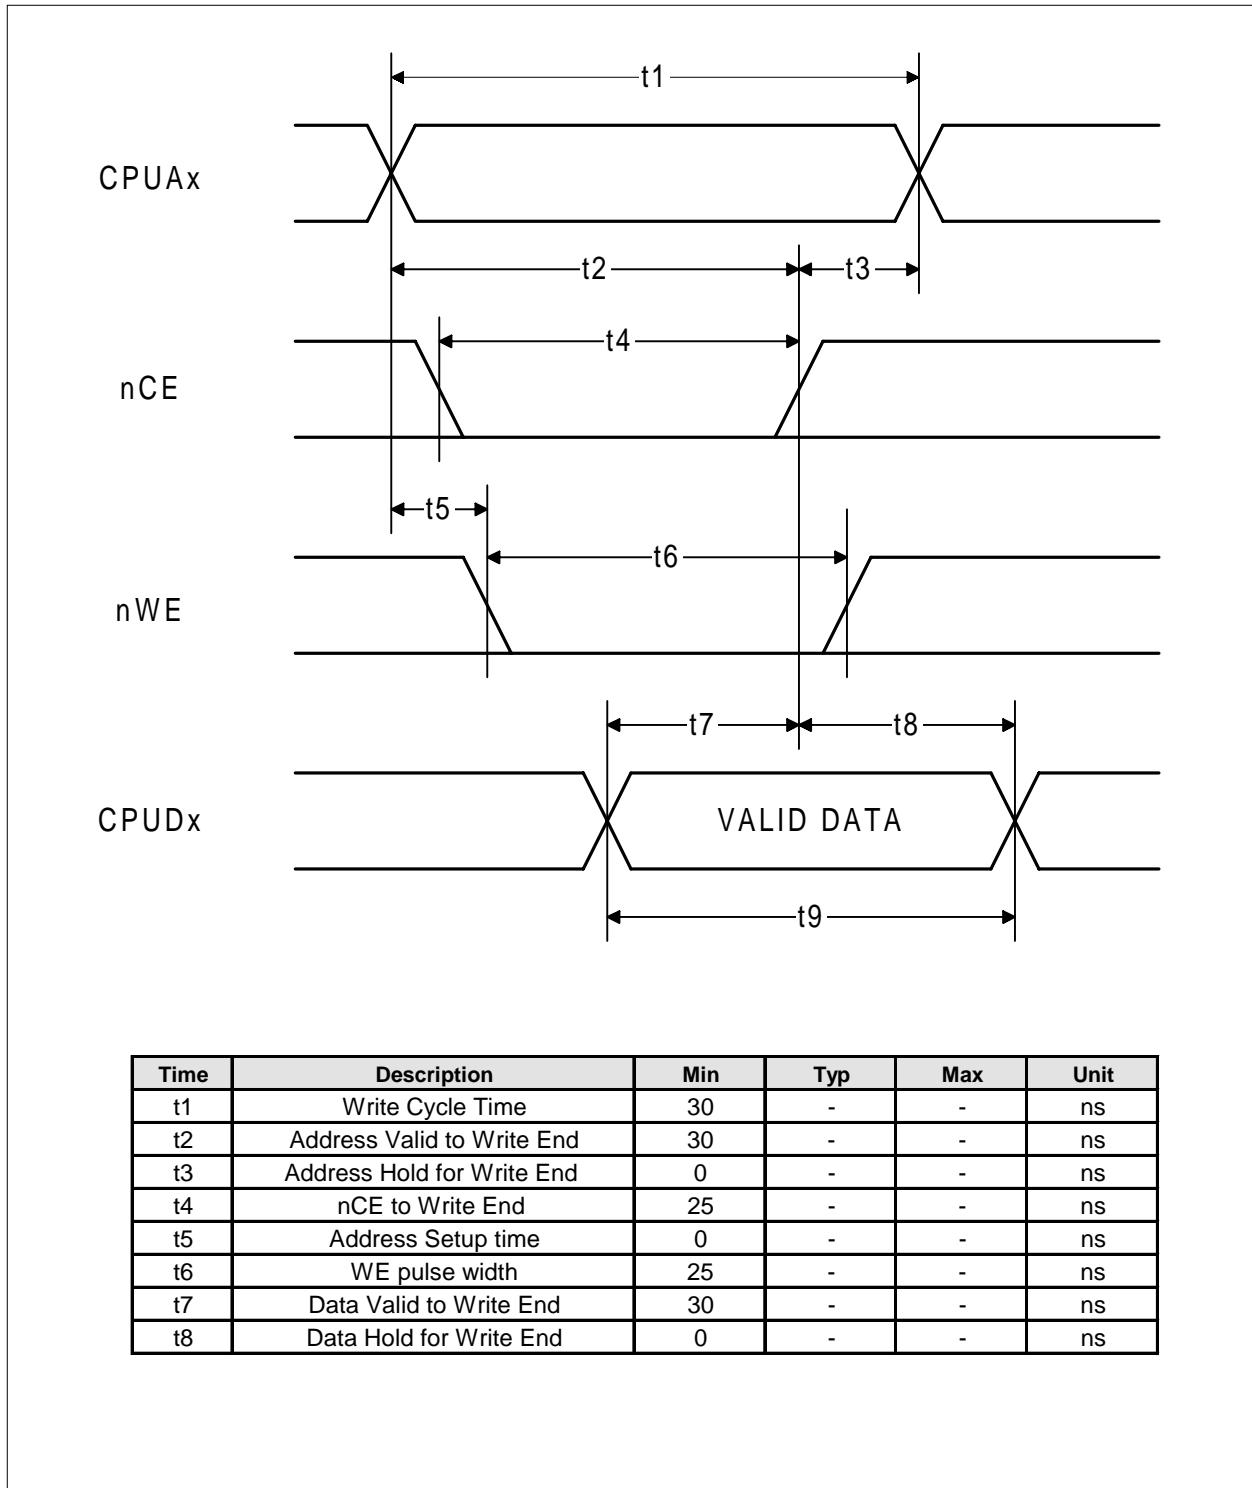 t1
CPUAx
t2 t3
t4
nCE
t5
t6
nWE
t7 t8
CPUDx VALID DATA
t9
Time Description Min Typ Max Unit
t1 Write Cycle Time 30 - - ns
t2 Address Valid to Write End 30 - - ns
t3 Address Hold for Write End 0 - - ns
t4 nCE to Write End 25 - - ns
t5 Address Setup time 0 - - ns
t6 WE pulse width 25 - - ns
t7 Data Valid to Write End 30 - - ns
t8 Data Hold for Write End 0 - - ns